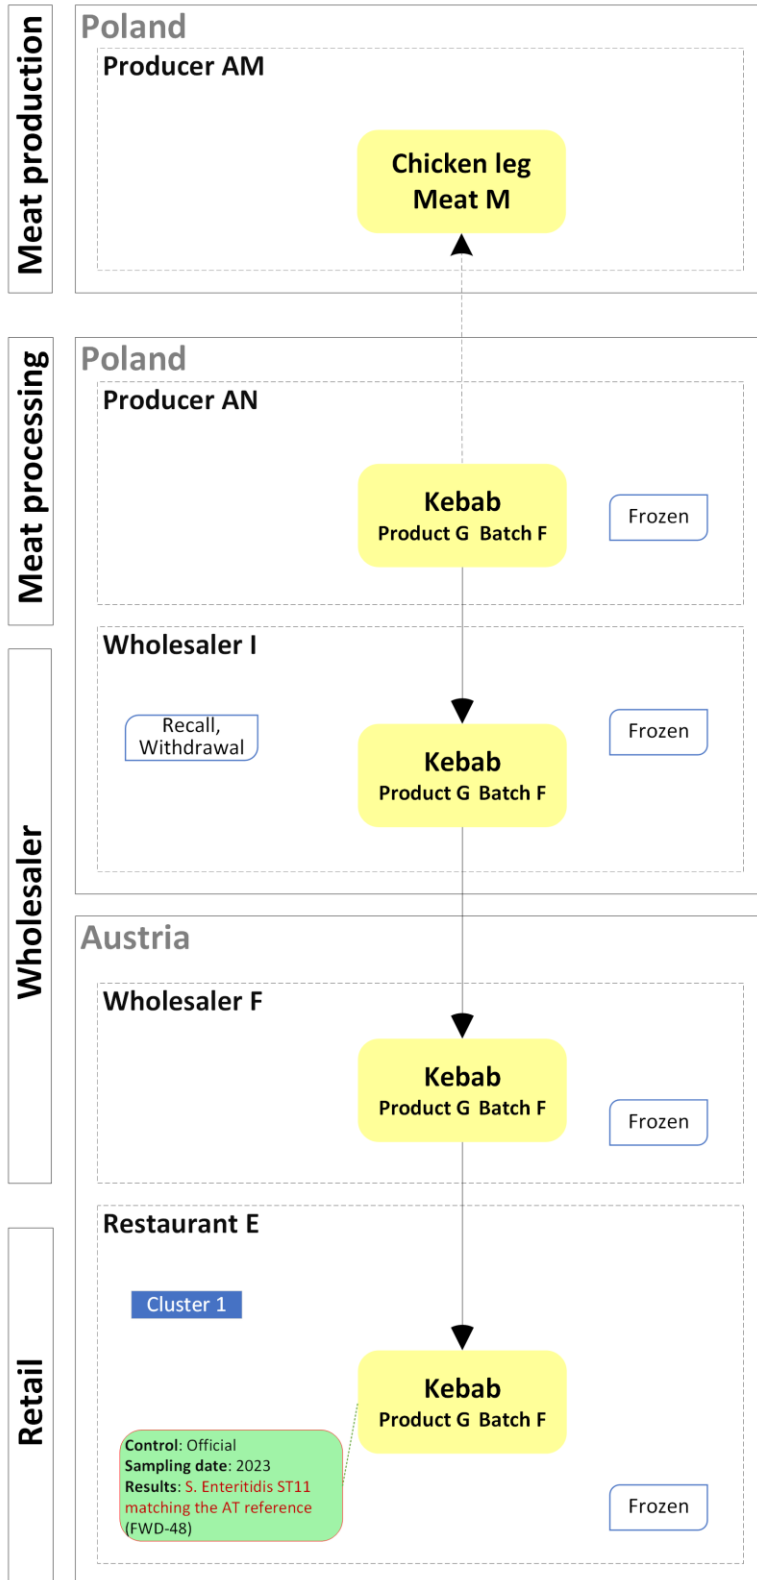 Meat production
Poland
Producer AM
Chicken leg
Meat M
Meat processing
Poland
Producer AN
Kebab
Product G Batch F
Frozen
Wholesaler
Wholesaler I
Recall,
Withdrawal
Frozen
Kebab
Product G Batch F
Austria
Wholesaler F
Kebab
Product G Batch F
Frozen
Retail
Restaurant E
Cluster 1
Kebab
Product G Batch F
Control: Official
Sampling date: 2023
Results: S. Enteritidis ST11
matching the AT reference
(FWD-48)
Frozen